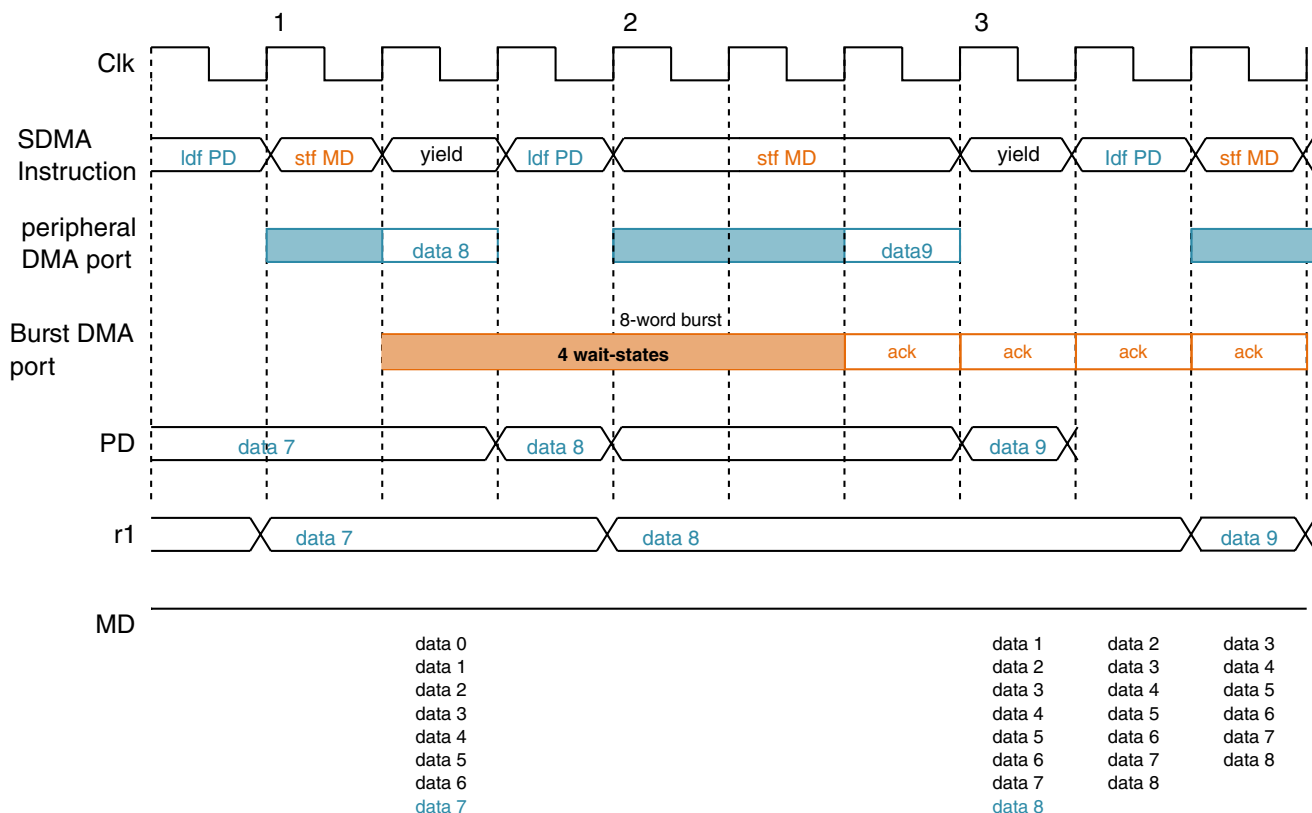 1 2 3
Clk
SDMA
Instruction
ldf PD stf MD yield ldf PD stf MD yield ldf PD stf MD
peripheral
DMA port
data 8 data9
Burst DMA
port
8-word burst
4 wait-states ack ack ack ack
PD
data 7 data 8 data 9
r1
data 7 data 8 data 9
MD
data 0 data 1 data 2 data 3
data 1 data 2 data 3 data 4
data 2 data 3 data 4 data 5
data 3 data 4 data 5 data 6
data 4 data 5 data 6 data 7
data 5 data 6 data 7 data 8
data 6 data 7 data 8
data 7 data 8